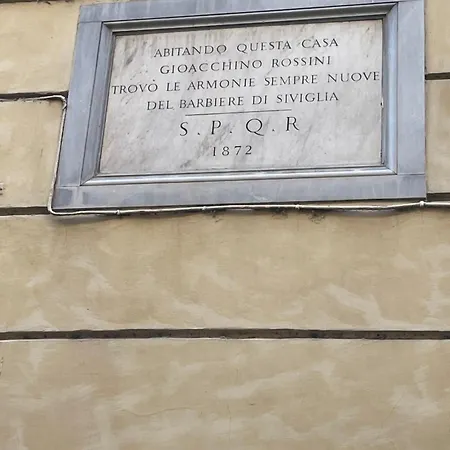 ABITANDO QUESTA CASA
GIOACCHINO ROSSINI
TROVÒ LE ARMONIE SEMPRE NUOVE
DEL BARBIERE DI SIVIGLIA
S.P.Q.R
1872